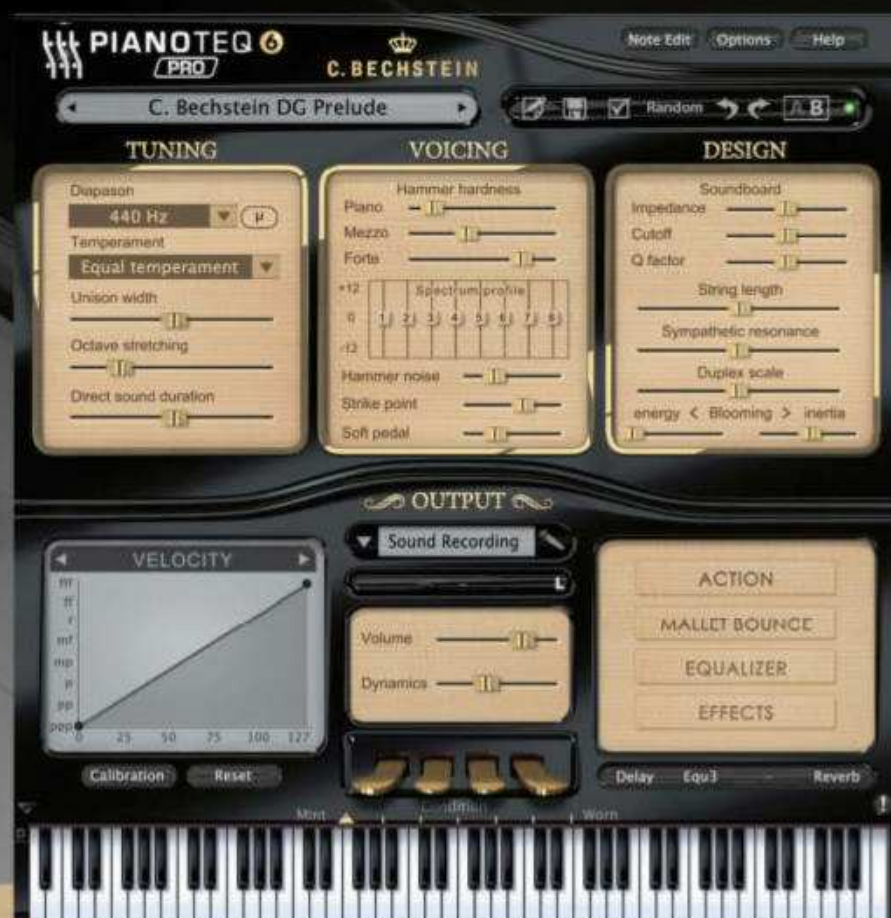 PIANOTEQ 6
PRO
C. BECHSTEIN
Note Edit Options Help
C. Bechstein DG Prelude
Random A B
TUNING
Diapason
440 Hz µ
Temperament
Equal temperament
Unison width
Octave stretching
Direct sound duration
VOICING
Hammer hardness
Piano
Mezzo
Forte
Spectrum profile
+12
0
-12
1 2 3 4 5 6 7 8
Hammer noise
Strike point
Soft pedal
DESIGN
Soundboard
Impedance
Cutoff
Q factor
String length
Sympathetic resonance
Duplex scale
energy < Blooming > inertia
OUTPUT
VELOCITY
fff
ff
f
mf
mp
p
pp
ppp
0 25 50 75 100 127
Calibration Reset
Sound Recording
L
Volume
Dynamics
ACTION
MALLET BOUNCE
EQUALIZER
EFFECTS
Delay Equ3 - Reverb
Mint Condition Worn